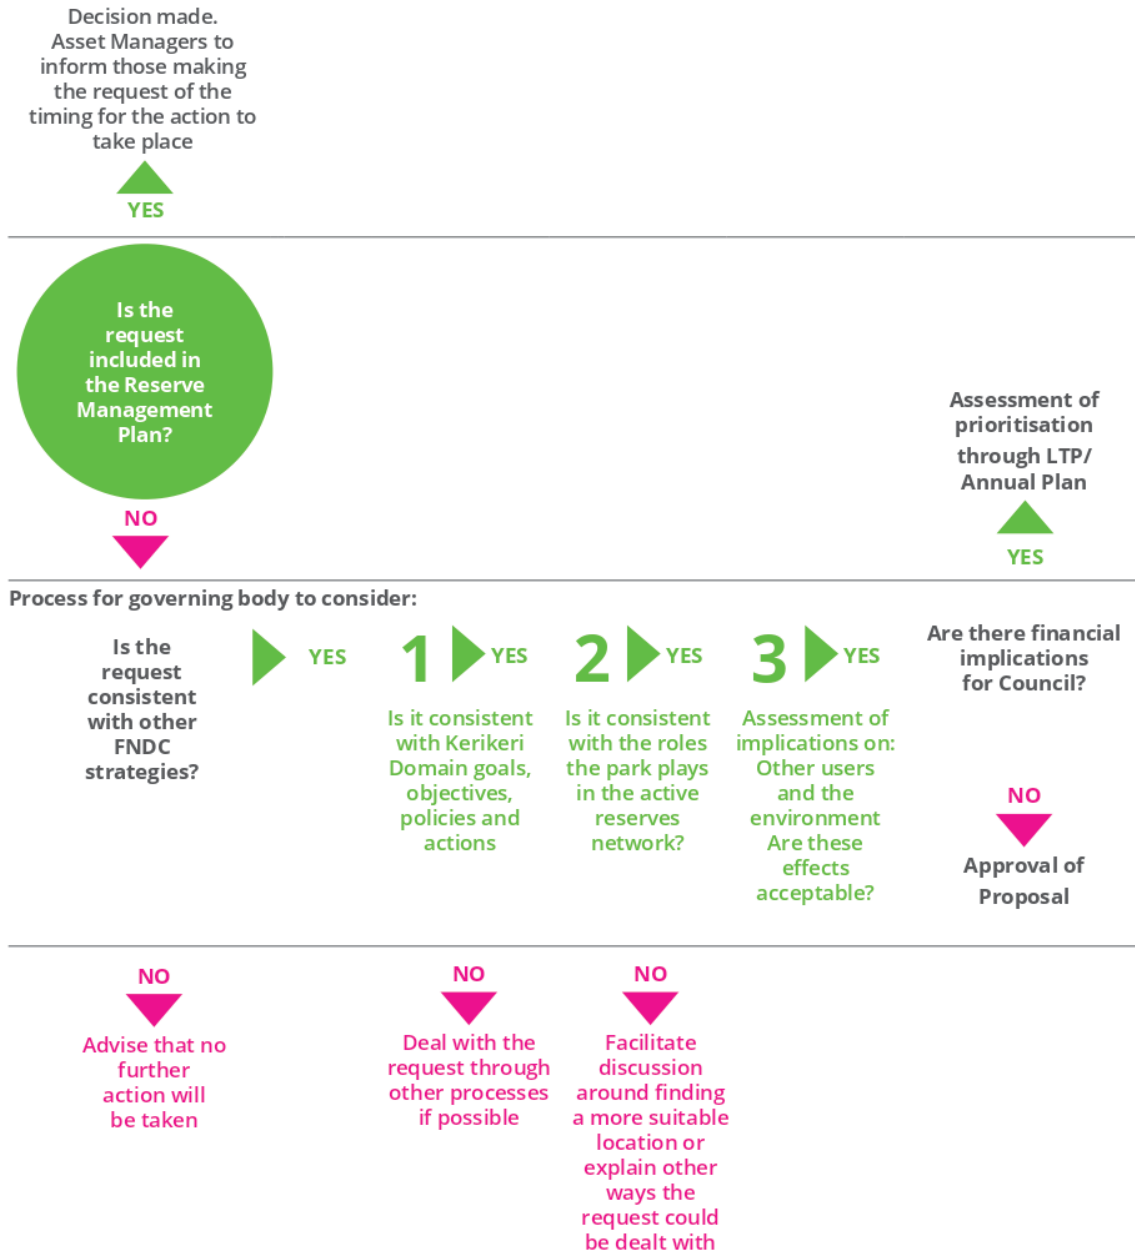 Decision made.
Asset Managers to
inform those making
the request of the
timing for the action to
take place
YES
Is the
request
included in
the Reserve
Management
Plan?
NO
Assessment of
prioritisation
through LTP/
Annual Plan
YES
Process for governing body to consider:
Is the
request
consistent
with other
FNDC
strategies?
YES
1
YES
Is it consistent
with Kerikeri
Domain goals,
objectives,
policies and
actions
2
YES
Is it consistent
with the roles
the park plays
in the active
reserves
network?
3
YES
Assessment of
implications on:
Other users
and the
environment
Are these
effects
acceptable?
Are there financial
implications
for Council?
NO
Approval of
Proposal
NO
Advise that no
further
action will
be taken
NO
Deal with the
request through
other processes
if possible
NO
Facilitate
discussion
around finding
a more suitable
location or
explain other
ways the
request could
be dealt with